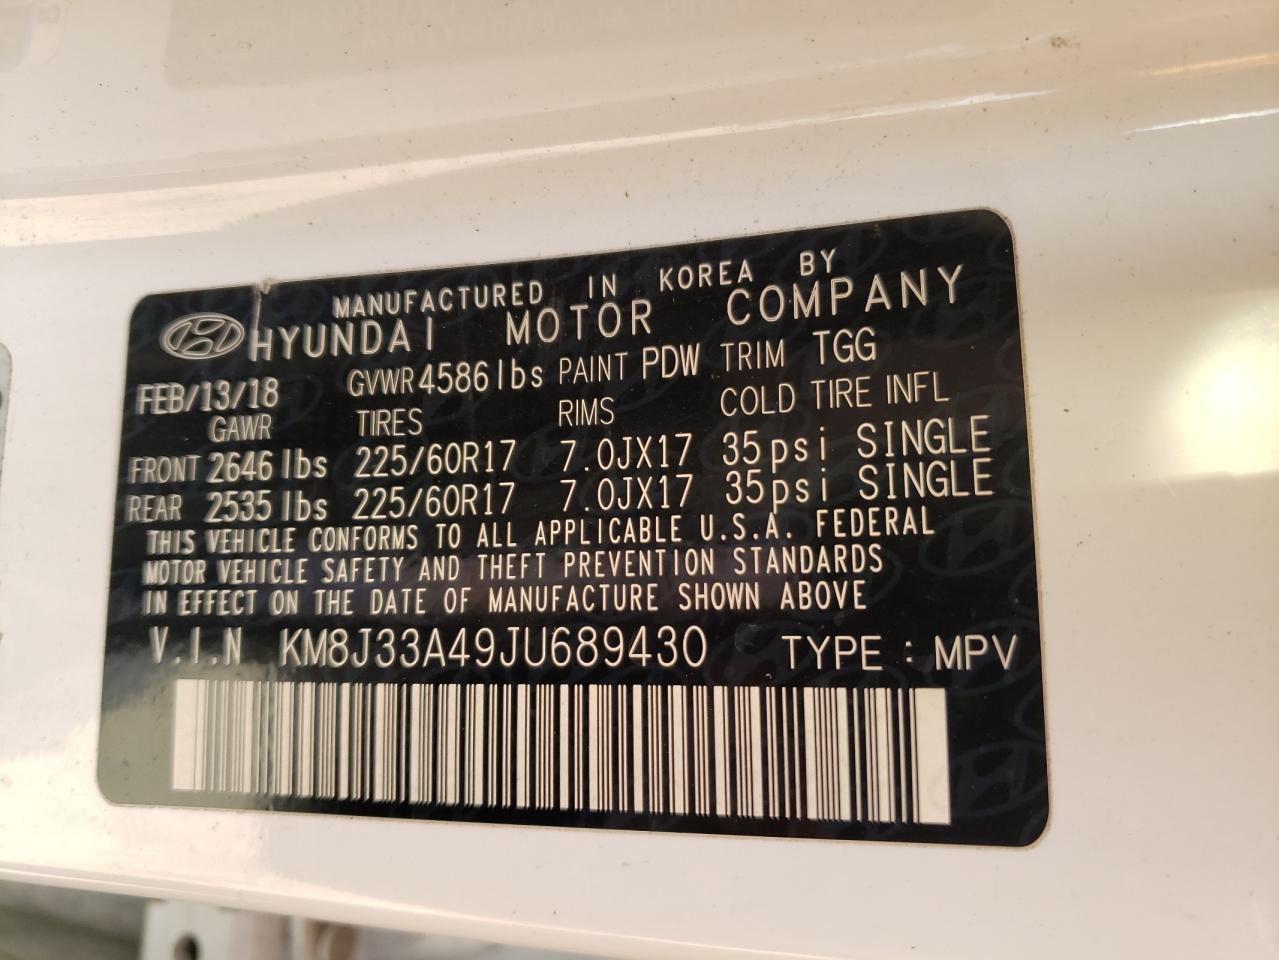 MANUFACTURED IN KOREA BY
HYUNDAI MOTOR COMPANY
FEB/13/18 GVWR 4586 lbs PAINT PDW TRIM TGG
GAWR TIRES RIMS COLD TIRE INFL
FRONT 2646 lbs 225/60R17 7.0JX17 35psi SINGLE
REAR 2535 lbs 225/60R17 7.0JX17 35psi SINGLE
THIS VEHICLE CONFORMS TO ALL APPLICABLE U.S.A. FEDERAL
MOTOR VEHICLE SAFETY AND THEFT PREVENTION STANDARDS
IN EFFECT ON THE DATE OF MANUFACTURE SHOWN ABOVE
V.I.N KM8J33A49JU689430 TYPE : MPV